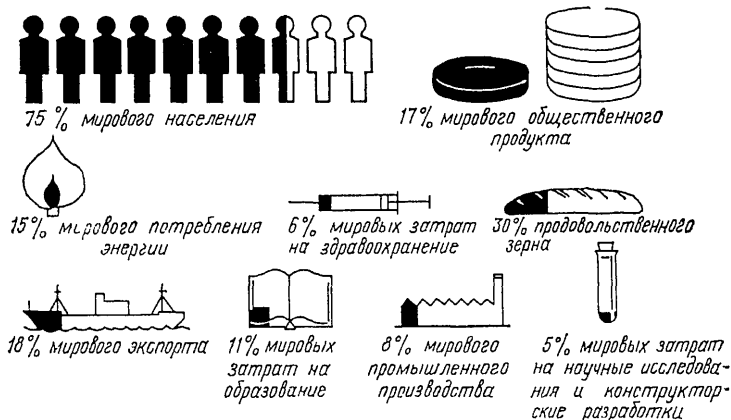 75% мирового населения
17% мирового общественного
продукта
15% мирового потребления
энергии
6% мировых затрат
на здравоохранение
30% продовольственного
зерна
18% мирового экспорта
11% мировых
затрат на
образование
8% мирового
промышленного
производства
5% мировых затрат
на научные исследова-
ния и конструктор-
ские разработки